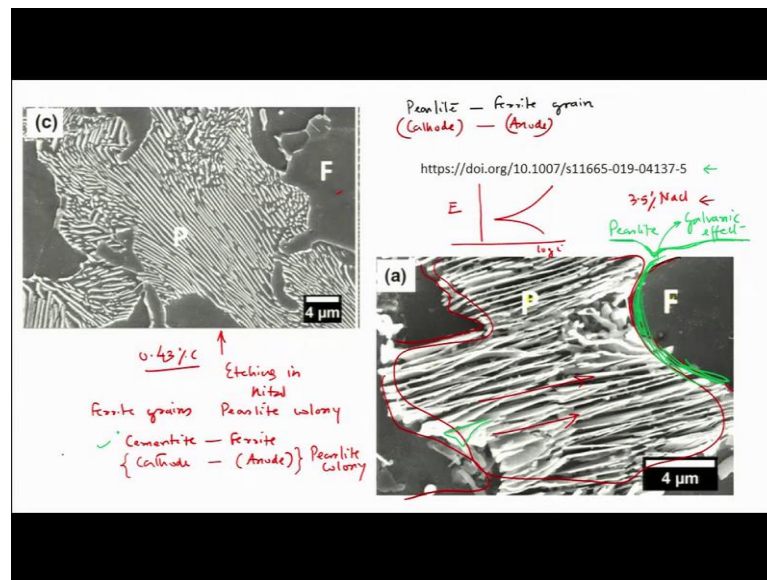 (c)
F
P
4 µm
0.43%C
Etching in
Nital
Ferrite grains Pearlite colony
Cementite — Ferrite
{Cathode — (Anode)} Pearlite
colony
Pearlite — Ferrite grain
(Cathode) — (Anode)
https://doi.org/10.1007/s11665-019-04137-5
E
log i
3.5% NaCl
Pearlite
Galvanic
effect
(a)
P
F
4 µm